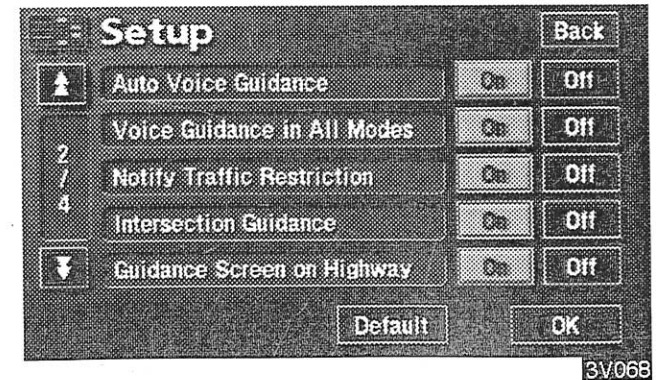 Setup Back
Auto Voice Guidance On Off
Voice Guidance in All Modes On Off
2
/
4
Notify Traffic Restriction On Off
Intersection Guidance On Off
Guidance Screen on Highway On Off
Default OK
3V06B